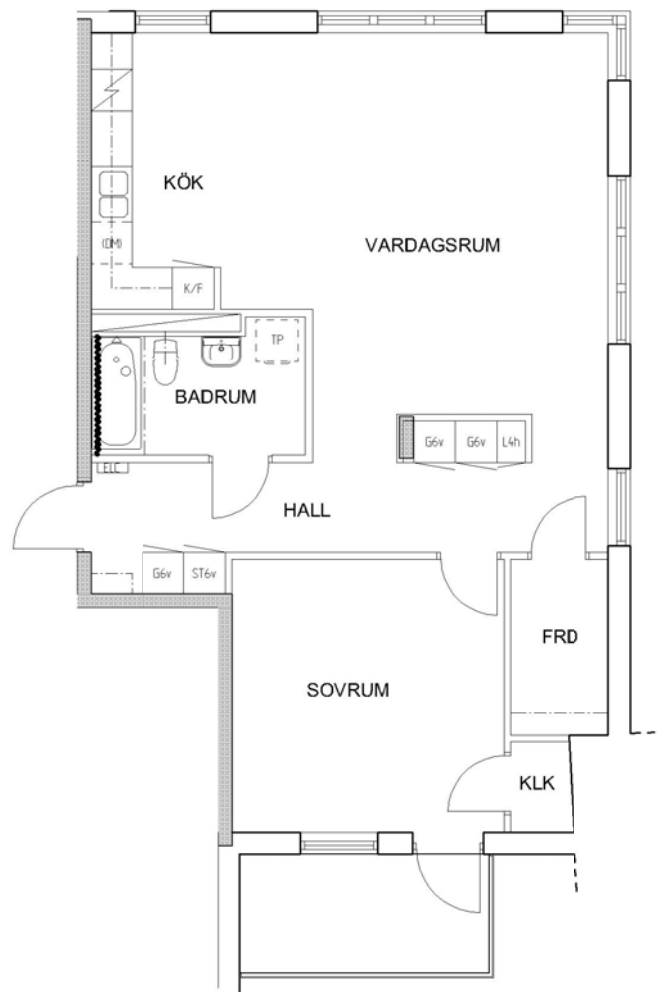 KÖK
VARDAGSRUM
(DM)
K/F
TP
BADRUM
G6v G6v L4h
ELC
HALL
G6v ST6v
FRD
SOVRUM
KLK